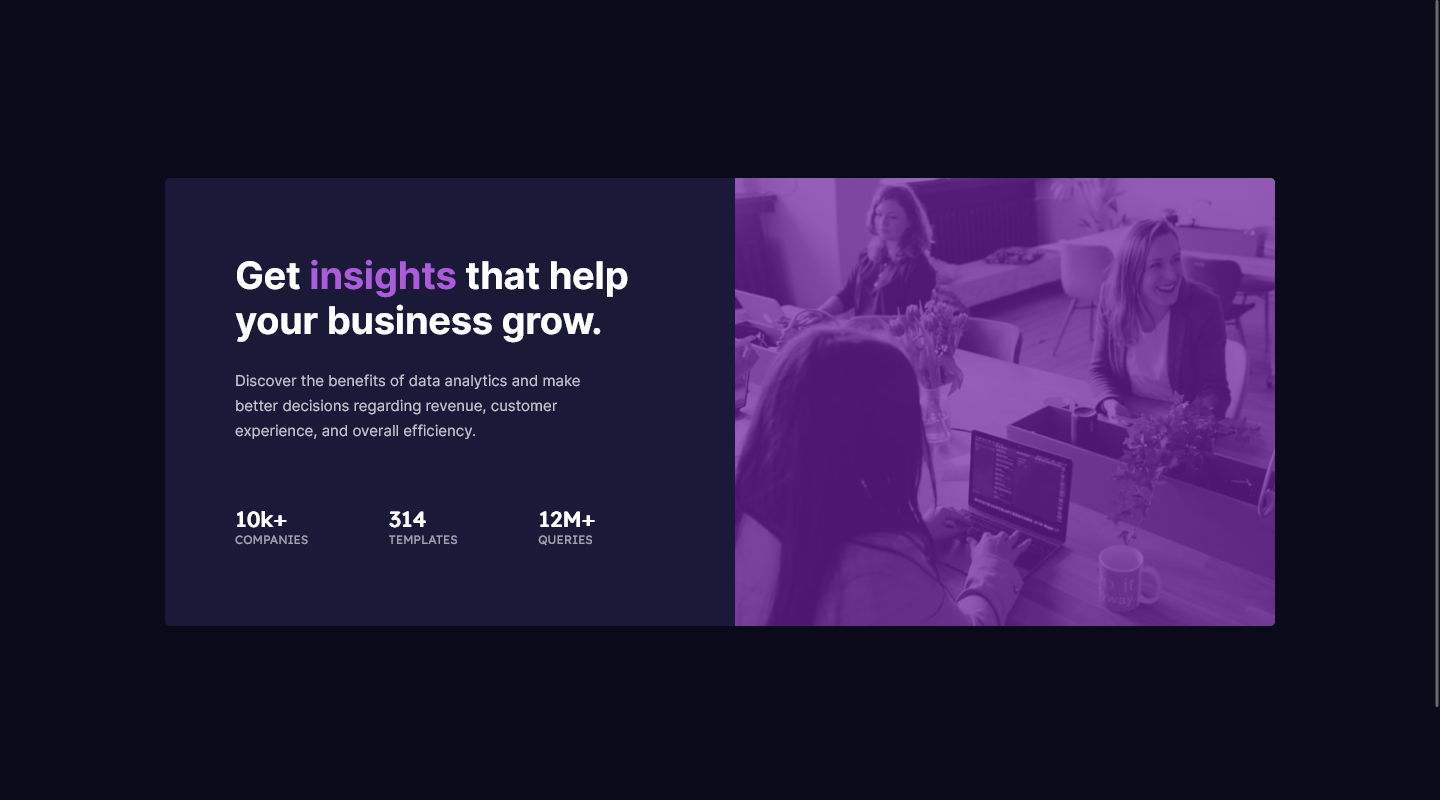 Get insights that help
your business grow.
Discover the benefits of data analytics and make
better decisions regarding revenue, customer
experience, and overall efficiency.
10k+ 314 12M+
COMPANIES TEMPLATES QUERIES